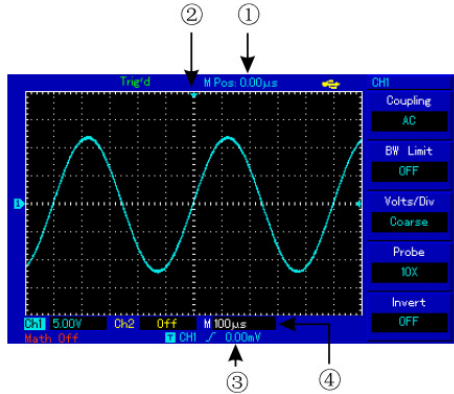 ② ①
Trig'd M Pos: 0.00μs CH1
Coupling
AC
BW Limit
OFF
1
Volts/Div
Coarse
Probe
10X
Invert
OFF
Ch1 5.00V Ch2 Off M 100μs
Math Off T CH1 0.00mV
③ ④